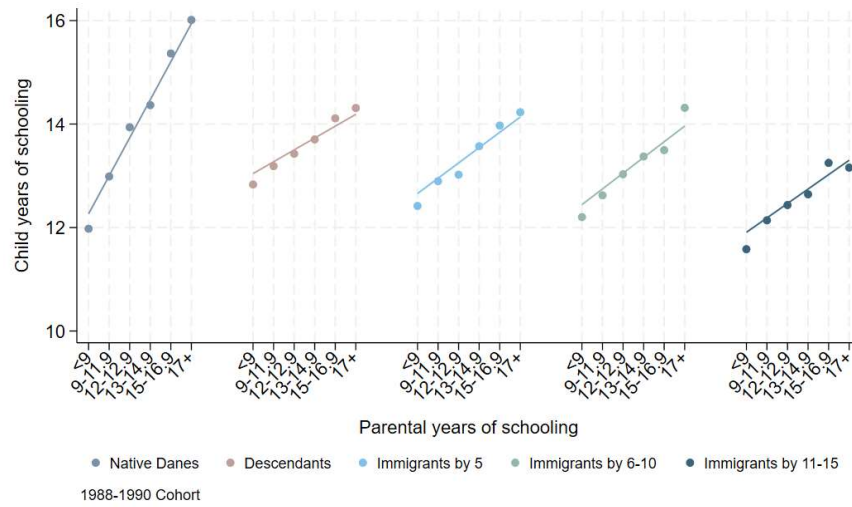 Child years of schooling
16
14
12
10
<9 9-11.9 12-12.9 13-14.9 15-16.9 17+
<9 9-11.9 12-12.9 13-14.9 15-16.9 17+
<9 9-11.9 12-12.9 13-14.9 15-16.9 17+
<9 9-11.9 12-12.9 13-14.9 15-16.9 17+
<9 9-11.9 12-12.9 13-14.9 15-16.9 17+
Parental years of schooling
Native Danes Descendants Immigrants by 5 Immigrants by 6-10 Immigrants by 11-15
1988-1990 Cohort